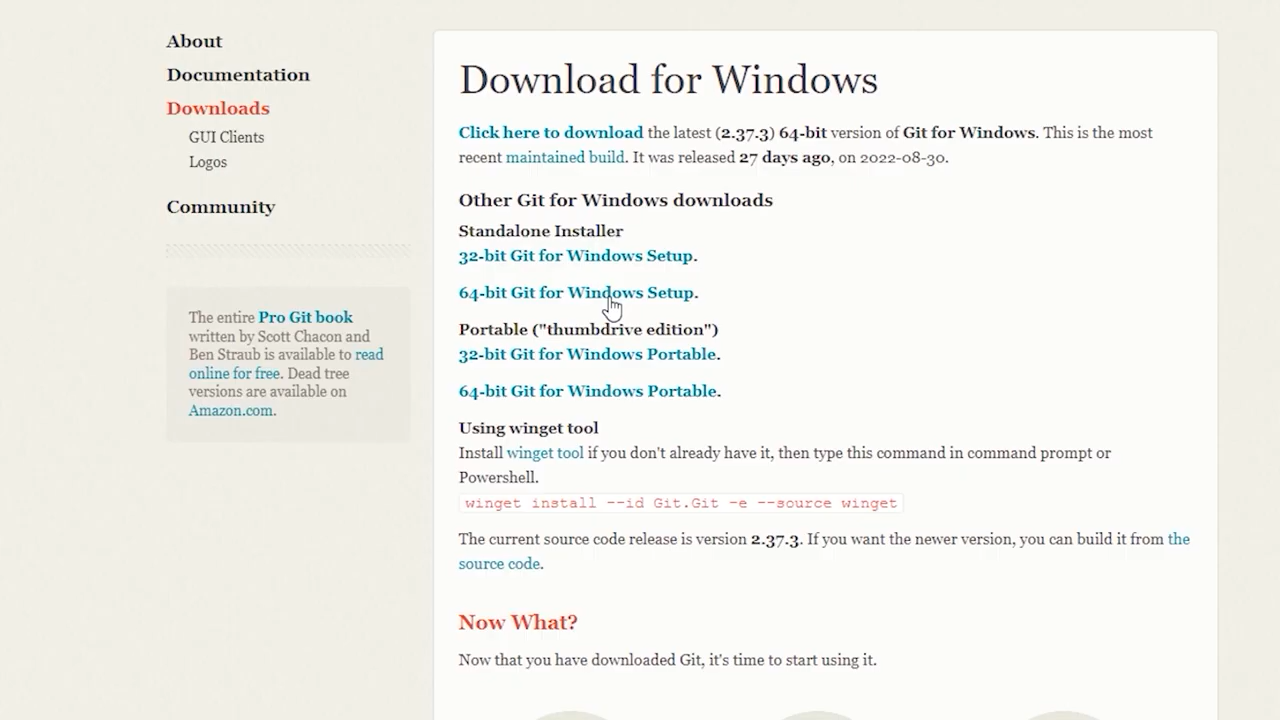 About
Documentation
Downloads
GUI Clients
Logos
Community
The entire Pro Git book
written by Scott Chacon and
Ben Straub is available to read
online for free. Dead tree
versions are available on
Amazon.com.
Download for Windows
Click here to download the latest (2.37.3) 64-bit version of Git for Windows. This is the most
recent maintained build. It was released 27 days ago, on 2022-08-30.
Other Git for Windows downloads
Standalone Installer
32-bit Git for Windows Setup.
64-bit Git for Windows Setup.
Portable ("thumbdrive edition")
32-bit Git for Windows Portable.
64-bit Git for Windows Portable.
Using winget tool
Install winget tool if you don't already have it, then type this command in command prompt or
Powershell.
winget install --id Git.Git -e --source winget
The current source code release is version 2.37.3. If you want the newer version, you can build it from the
source code.
Now What?
Now that you have downloaded Git, it's time to start using it.